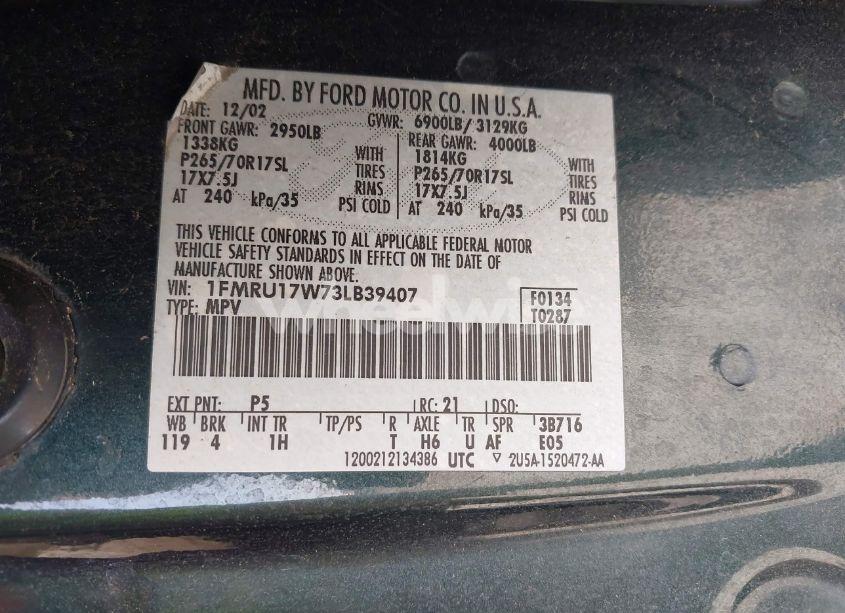 MFD. BY FORD MOTOR CO. IN U.S.A.
DATE: 12/02 GVWR: 6900LB/ 3129KG
FRONT GAWR: 2950LB REAR GAWR: 4000LB
1338KG WITH 1814KG WITH
P265/70R17SL TIRES P265/70R17SL TIRES
17X7.5J RIMS 17X7.5J RIMS
AT 240 kPa/35 PSI COLD AT 240 kPa/35 PSI COLD
THIS VEHICLE CONFORMS TO ALL APPLICABLE FEDERAL MOTOR
VEHICLE SAFETY STANDARDS IN EFFECT ON THE DATE OF
MANUFACTURE SHOWN ABOVE.
VIN: 1FMRU17W73LB39407 F0134
TYPE: MPV T0287
EXT PNT: P5 RC: 21 DSO:
WB BRK INT TR TP/PS R AXLE TR SPR 3B716
119 4 1H T H6 U AF E05
1200212134386 UTC ▽ 2U5A-1520472-AA